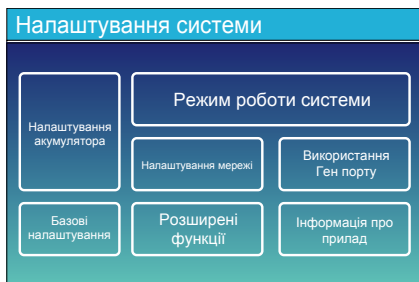 Налаштування системи
Налаштування
акумулятора
Режим роботи системи
Налаштування мережі
Використання
Ген порту
Базові
налаштування
Розширені
функції
Інформація про
прилад